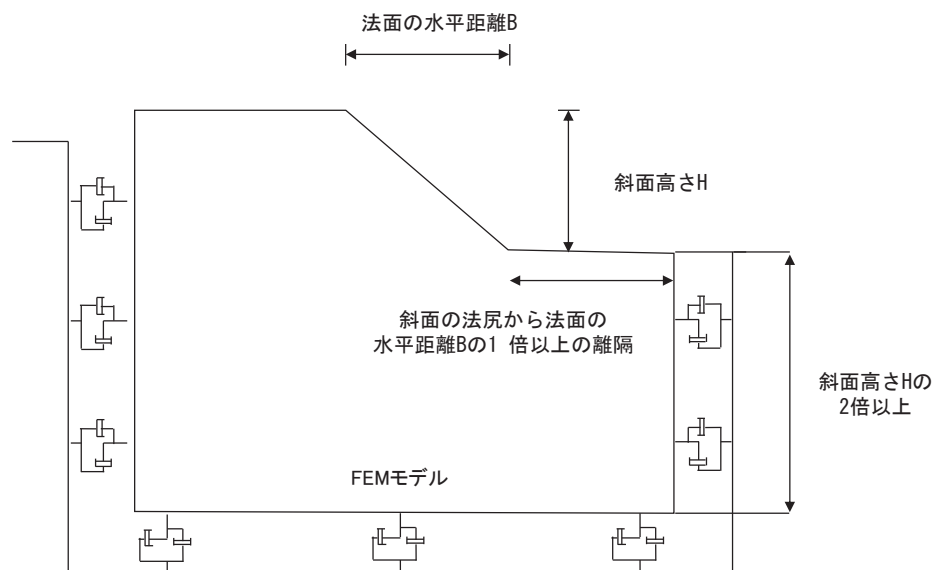 法面の水平距離B
斜面高さH
斜面の法尻から法面の
水平距離Bの1 倍以上の離隔
斜面高さHの
2倍以上
FEMモデル